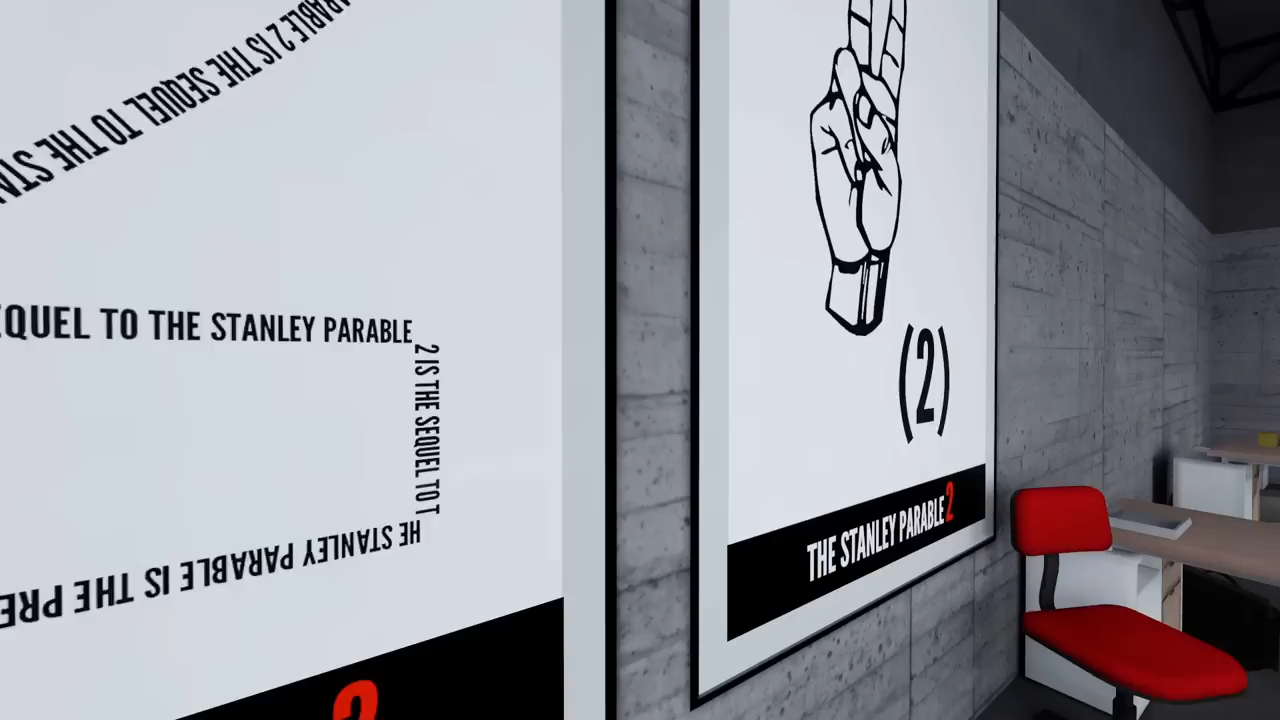 ARABLE 2 IS THE SEQUEL TO THE STAN
EQUEL TO THE STANLEY PARABLE
2 IS THE SEQUEL TO T
HE STANLEY PARABLE IS THE PRE
2
(2)
THE STANLEY PARABLE 2